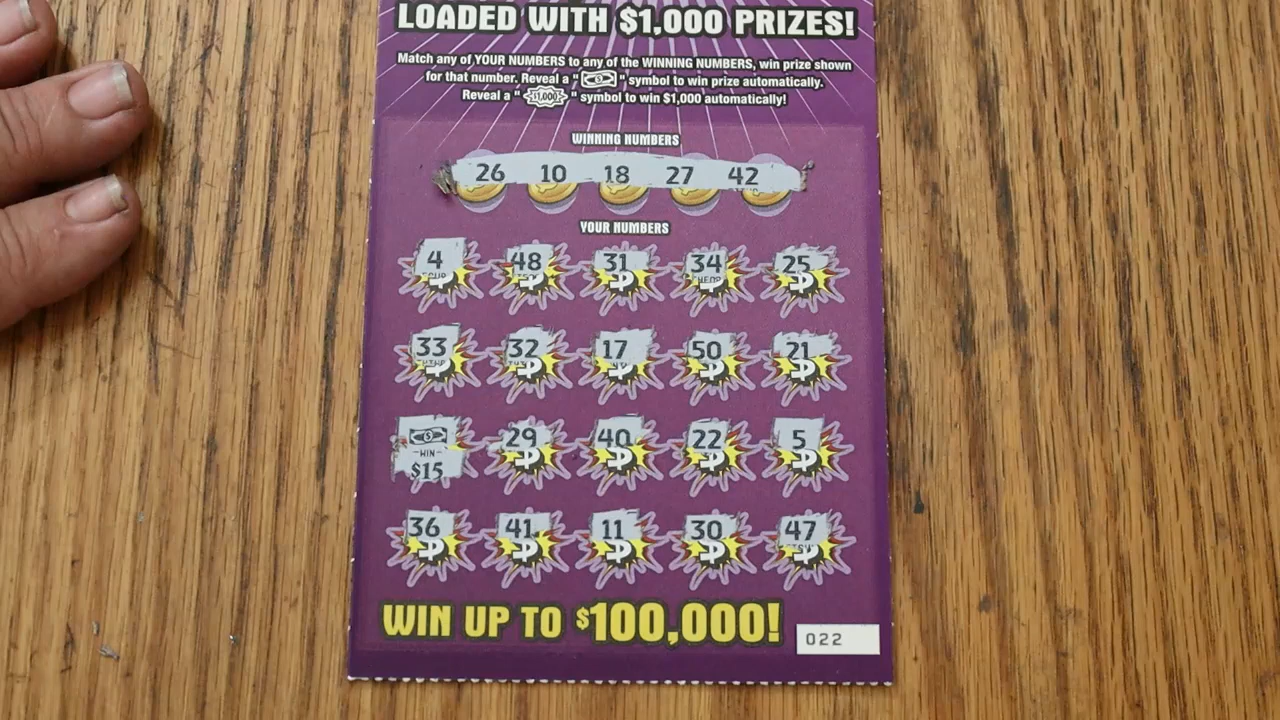 LOADED WITH $1,000 PRIZES!
Match any of YOUR NUMBERS to any of the WINNING NUMBERS, win prize shown
for that number. Reveal a " " symbol to win prize automatically.
Reveal a " $1,000 " symbol to win $1,000 automatically!
WINNING NUMBERS
26 10 18 27 42
YOUR NUMBERS
4 48 31 34 25
33 32 17 50 21
29 40 22 5
WIN
$15
36 41 11 30 47
WIN UP TO $100,000!
022